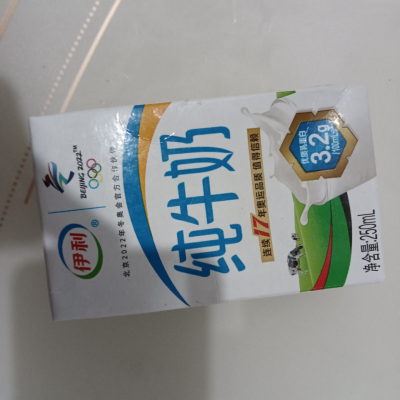 BEIJING 2022™
伊利®
北京2022年冬奥会官方合作伙伴
纯牛奶
连续17年奥运品质 值得信赖
优质乳蛋白
3.2g
/100mL
净含量:250mL